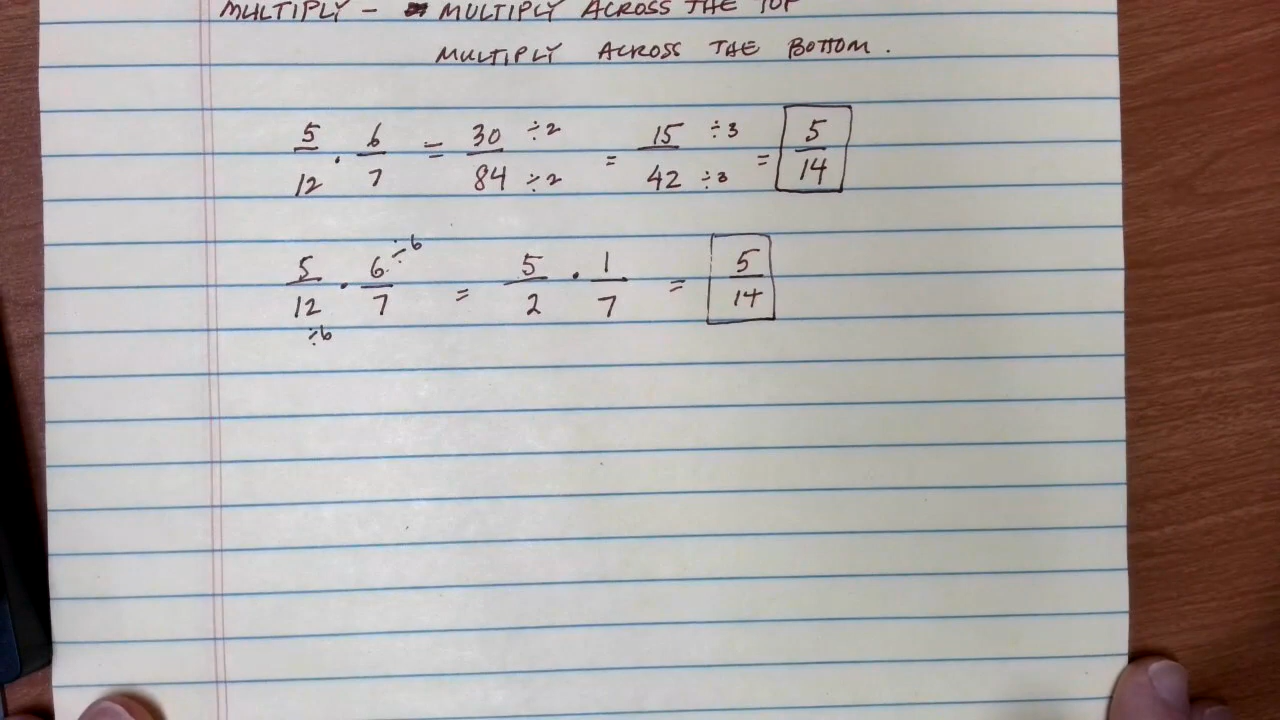 MULTIPLY – MULTIPLY ACROSS THE TOP
MULTIPLY ACROSS THE BOTTOM.
5/12 · 6/7 = 30/84 ÷2/÷2 = 15/42 ÷3/÷3 = 5/14
5/12 ÷6 · 6/7 ÷6 = 5/2 · 1/7 = 5/14